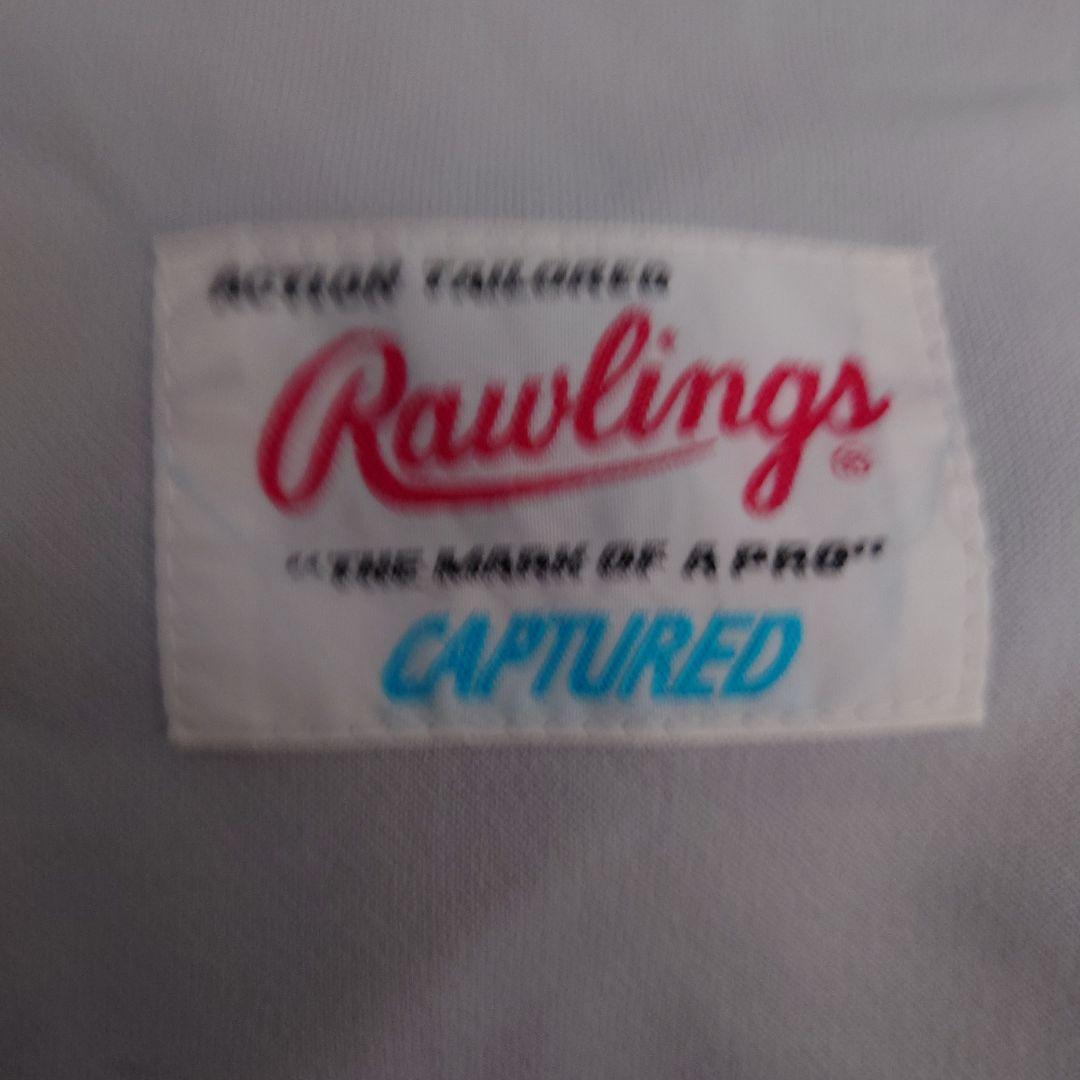 ACTION TAILORED
Rawlings®
"THE MARK OF A PRO"
CAPTURED